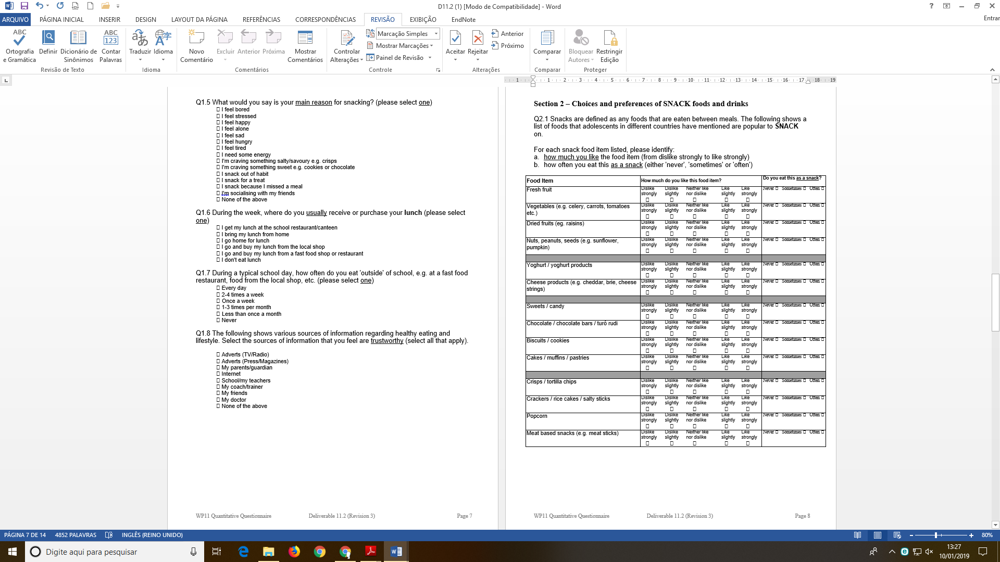 D11.2 (1) [Modo de Compatibilidade] - Word
ARQUIVO PÁGINA INICIAL INSERIR DESIGN LAYOUT DA PÁGINA REFERÊNCIAS CORRESPONDÊNCIAS REVISÃO EXIBIÇÃO EndNote Entrar
Ortografia e Gramática
Definir
Dicionário de Sinônimos
Contar Palavras
Traduzir
Idioma
Novo Comentário
Excluir
Anterior
Próxima
Mostrar Comentários
Controlar Alterações
Marcação Simples
Mostrar Marcações
Painel de Revisão
Aceitar
Rejeitar
Anterior
Próximo
Comparar
Bloquear Autores
Restringir Edição
Revisão de Texto Idioma Comentários Controle Alterações Comparar Proteger
1 1 2 3 4 5 6 7 8 9 10 11 12 13 14 15 16 17 18 19
Q1.5 What would you say is your main reason for snacking? (please select one)
I feel bored
I feel stressed
I feel happy
I feel alone
I feel sad
I feel hungry
I feel tired
I need some energy
I'm craving something salty/savoury e.g. crisps
I'm craving something sweet e.g. cookies or chocolate
I snack out of habit
I snack for a treat
I snack because I missed a meal
I'm socialising with my friends
None of the above
Q1.6 During the week, where do you usually receive or purchase your lunch (please select
one)
I get my lunch at the school restaurant/canteen
I bring my lunch from home
I go home for lunch
I go and buy my lunch from the local shop
I go and buy my lunch from a fast food shop or restaurant
I don't eat lunch
Q1.7 During a typical school day, how often do you eat 'outside' of school, e.g. at a fast food
restaurant, food from the local shop, etc. (please select one)
Every day
2-4 times a week
Once a week
1-3 times per month
Less than once a month
Never
Q1.8 The following shows various sources of information regarding healthy eating and
lifestyle. Select the sources of information that you feel are trustworthy (select all that apply).
Adverts (TV/Radio)
Adverts (Press/Magazines)
My parents/guardian
Internet
School/my teachers
My coach/trainer
My friends
My doctor
None of the above
WP11 Quantitative Questionnaire Deliverable 11.2 (Revision 3) Page 7
Section 2 – Choices and preferences of SNACK foods and drinks
Q2.1 Snacks are defined as any foods that are eaten between meals. The following shows a
list of foods that adolescents in different countries have mentioned are popular to SNACK
on.
For each snack food item listed, please identify:
a. how much you like the food item (from dislike strongly to like strongly)
b. how often you eat this as a snack (either 'never', 'sometimes' or 'often')
Food Item How much do you like this food item? Do you eat this as a snack?
Fresh fruit Dislike strongly Dislike slightly Neither like nor dislike Like slightly Like strongly Never Sometimes Often
Vegetables (e.g. celery, carrots, tomatoes etc.) Dislike strongly Dislike slightly Neither like nor dislike Like slightly Like strongly Never Sometimes Often
Dried fruits (eg. raisins) Dislike strongly Dislike slightly Neither like nor dislike Like slightly Like strongly Never Sometimes Often
Nuts, peanuts, seeds (e.g. sunflower, pumpkin) Dislike strongly Dislike slightly Neither like nor dislike Like slightly Like strongly Never Sometimes Often
Yoghurt / yoghurt products Dislike strongly Dislike slightly Neither like nor dislike Like slightly Like strongly Never Sometimes Often
Cheese products (e.g. cheddar, brie, cheese strings) Dislike strongly Dislike slightly Neither like nor dislike Like slightly Like strongly Never Sometimes Often
Sweets / candy Dislike strongly Dislike slightly Neither like nor dislike Like slightly Like strongly Never Sometimes Often
Chocolate / chocolate bars / turó rudi Dislike strongly Dislike slightly Neither like nor dislike Like slightly Like strongly Never Sometimes Often
Biscuits / cookies Dislike strongly Dislike slightly Neither like nor dislike Like slightly Like strongly Never Sometimes Often
Cakes / muffins / pastries Dislike strongly Dislike slightly Neither like nor dislike Like slightly Like strongly Never Sometimes Often
Crisps / tortilla chips Dislike strongly Dislike slightly Neither like nor dislike Like slightly Like strongly Never Sometimes Often
Crackers / rice cakes / salty sticks Dislike strongly Dislike slightly Neither like nor dislike Like slightly Like strongly Never Sometimes Often
Popcorn Dislike strongly Dislike slightly Neither like nor dislike Like slightly Like strongly Never Sometimes Often
Meat based snacks (e.g. meat sticks) Dislike strongly Dislike slightly Neither like nor dislike Like slightly Like strongly Never Sometimes Often
WP11 Quantitative Questionnaire Deliverable 11.2 (Revision 3) Page 8
PÁGINA 7 DE 14 4852 PALAVRAS INGLÊS (REINO UNIDO) 80%
Digite aqui para pesquisar
13:27
10/01/2019